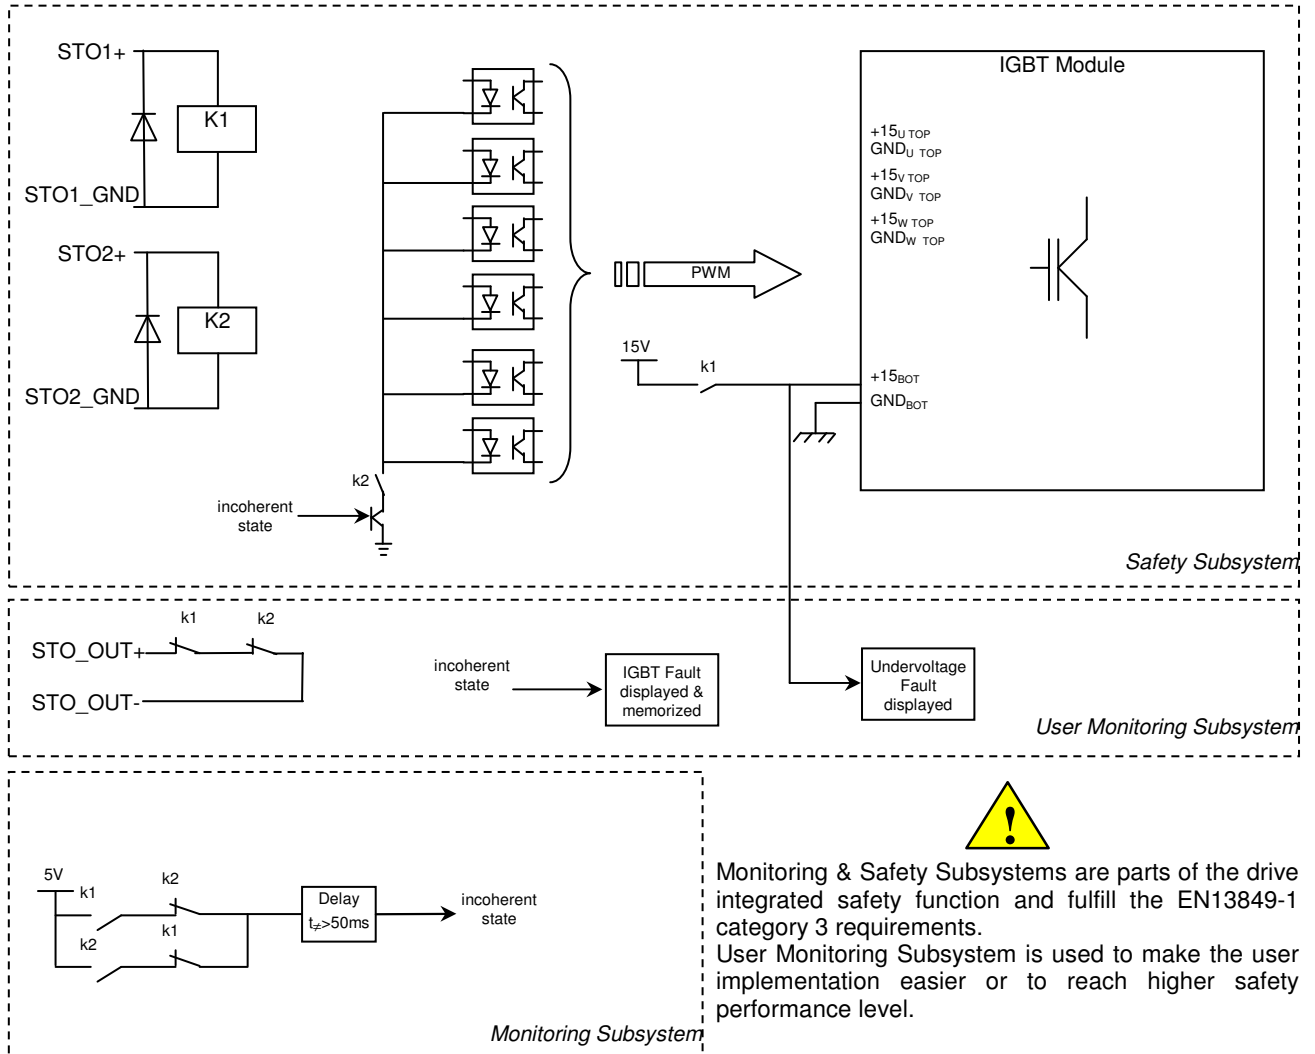 STO1+
K1
STO1_GND
STO2+
K2
STO2_GND
k2
incoherent
state
PWM
15V
k1
IGBT Module
+15U TOP
GNDU TOP
+15V TOP
GNDV TOP
+15W TOP
GNDW TOP
+15BOT
GNDBOT
Safety Subsystem
k1
k2
STO_OUT+
STO_OUT-
incoherent
state
IGBT Fault
displayed &
memorized
Undervoltage
Fault
displayed
User Monitoring Subsystem
5V
k1
k2
k2
k1
Delay
t≠>50ms
incoherent
state
Monitoring Subsystem
!
Monitoring & Safety Subsystems are parts of the drive
integrated safety function and fulfill the EN13849-1
category 3 requirements.
User Monitoring Subsystem is used to make the user
implementation easier or to reach higher safety
performance level.